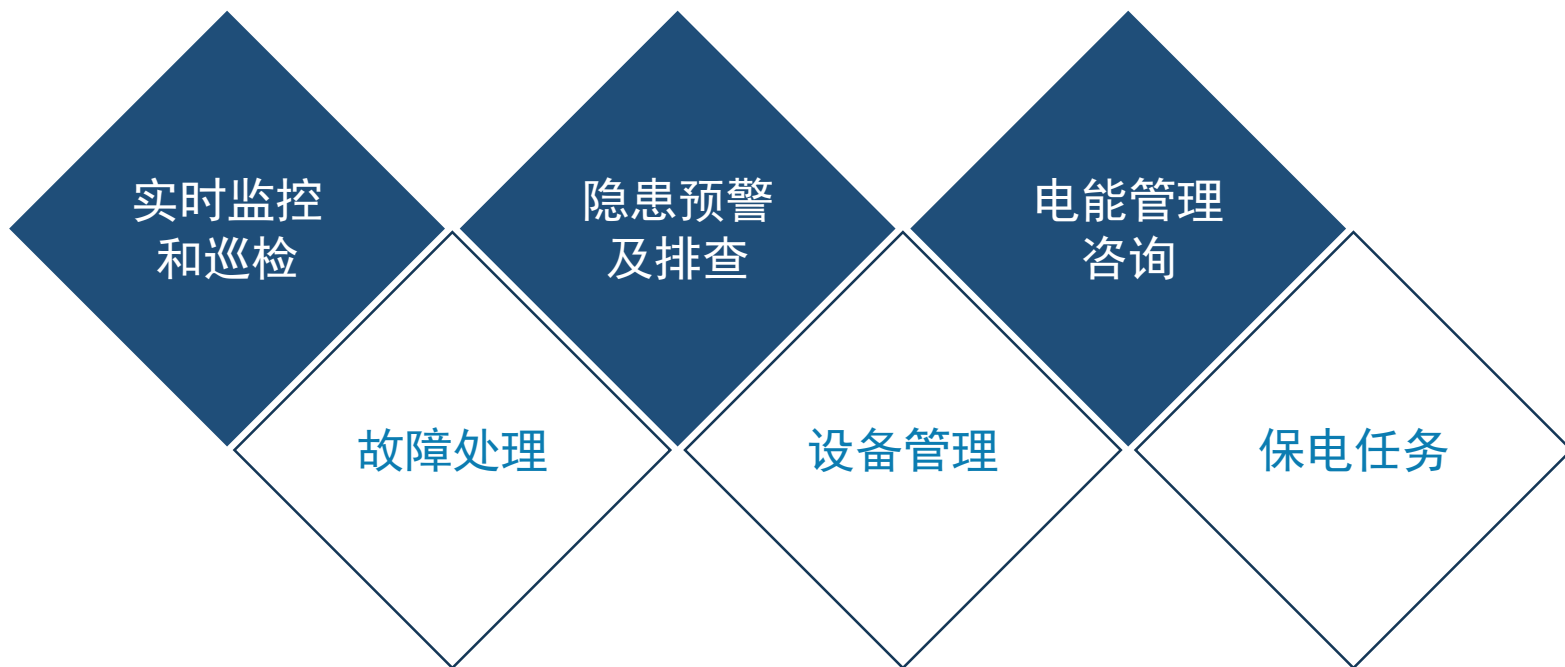 实时监控
和巡检
隐患预警
及排查
电能管理
咨询
故障处理
设备管理
保电任务